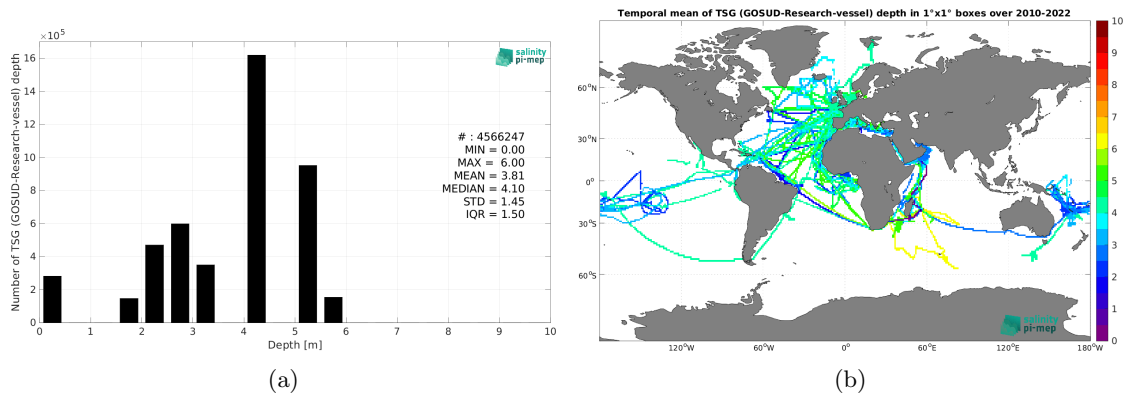 ×10⁵
16
14
12
10
8
6
4
2
0
Number of TSG (GOSUD-Research-vessel) depth
salinity
pi-mep
# : 4566247
MIN = 0.00
MAX = 6.00
MEAN = 3.81
MEDIAN = 4.10
STD = 1.45
IQR = 1.50
0 1 2 3 4 5 6 7 8 9 10
Depth [m]
(a)
Temporal mean of TSG (GOSUD-Research-vessel) depth in 1°x1° boxes over 2010-2022
60°N
30°N
0°
30°S
60°S
120°W 60°W 0° 60°E 120°E 180°W
salinity
pi-mep
10
9
8
7
6
5
4
3
2
1
0
(b)